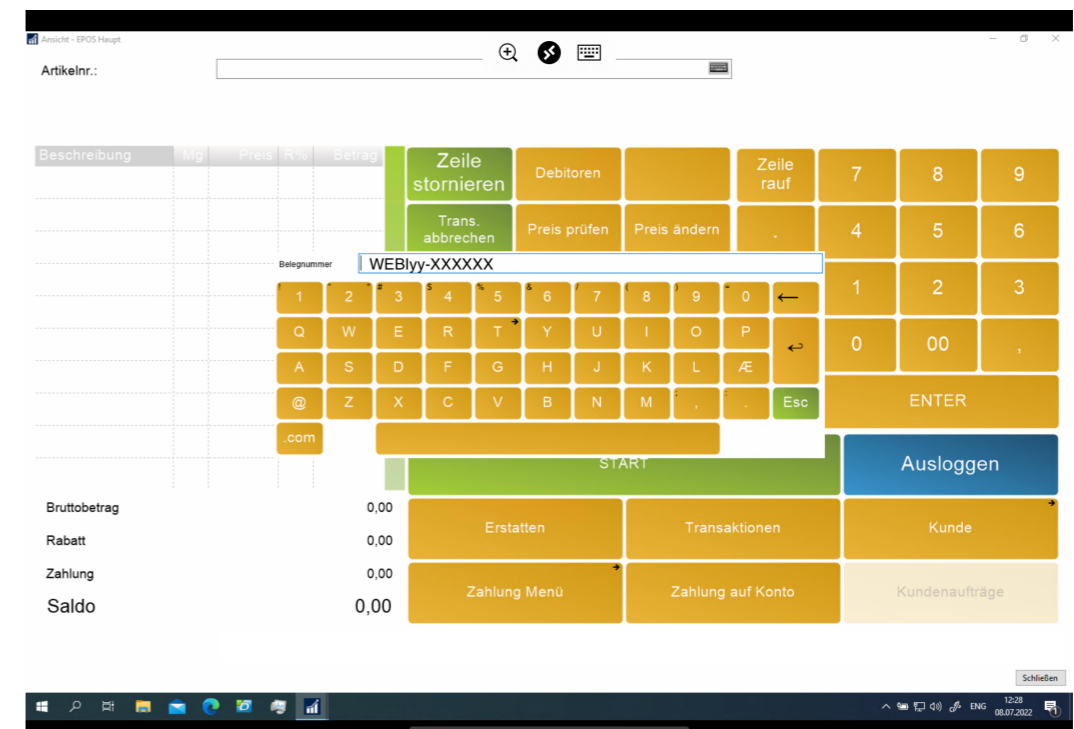 Ansicht - EPOS Haupt
Artikelnr.:
Beschreibung Mg Preis R% Betrag
Zeile stornieren
Debitoren
Zeile rauf
7 8 9
Trans. abbrechen
Preis prüfen
Preis ändern
.
4 5 6
Belegnummer WEBIyy-XXXXXX
! 1 " 2 # 3 $ 4 % 5 & 6 / 7 ( 8 ) 9 = 0 ←
1 2 3
Q W E R T Y U I O P
0 00 ,
A S D F G H J K L Æ
@ Z X C V B N M ; , : . Esc
ENTER
.com
START
Ausloggen
Bruttobetrag 0,00
Rabatt 0,00
Zahlung 0,00
Saldo 0,00
Erstatten
Transaktionen
Kunde
Zahlung Menü
Zahlung auf Konto
Kundenaufträge
Schließen
ENG
12:28
08.07.2022